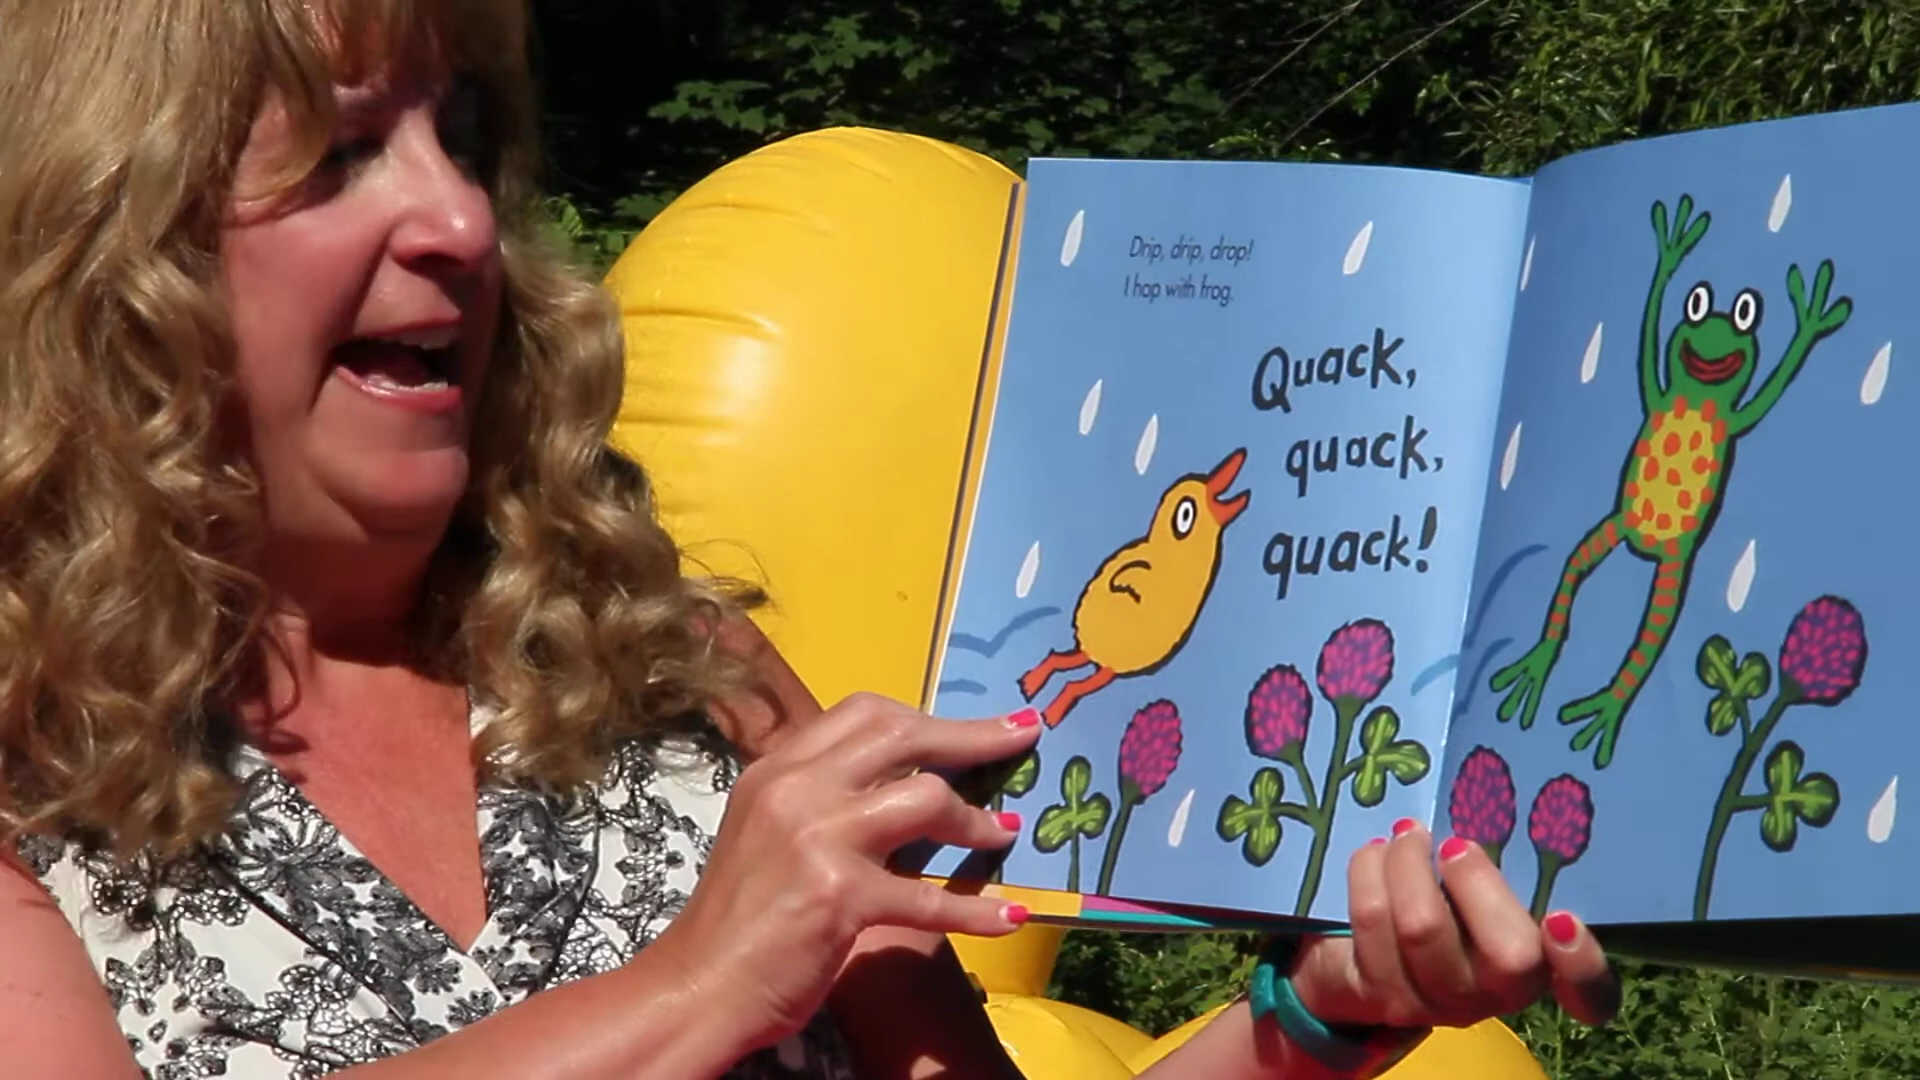 Drip, drip, drop!
I hop with frog.
Quack,
quack,
quack!